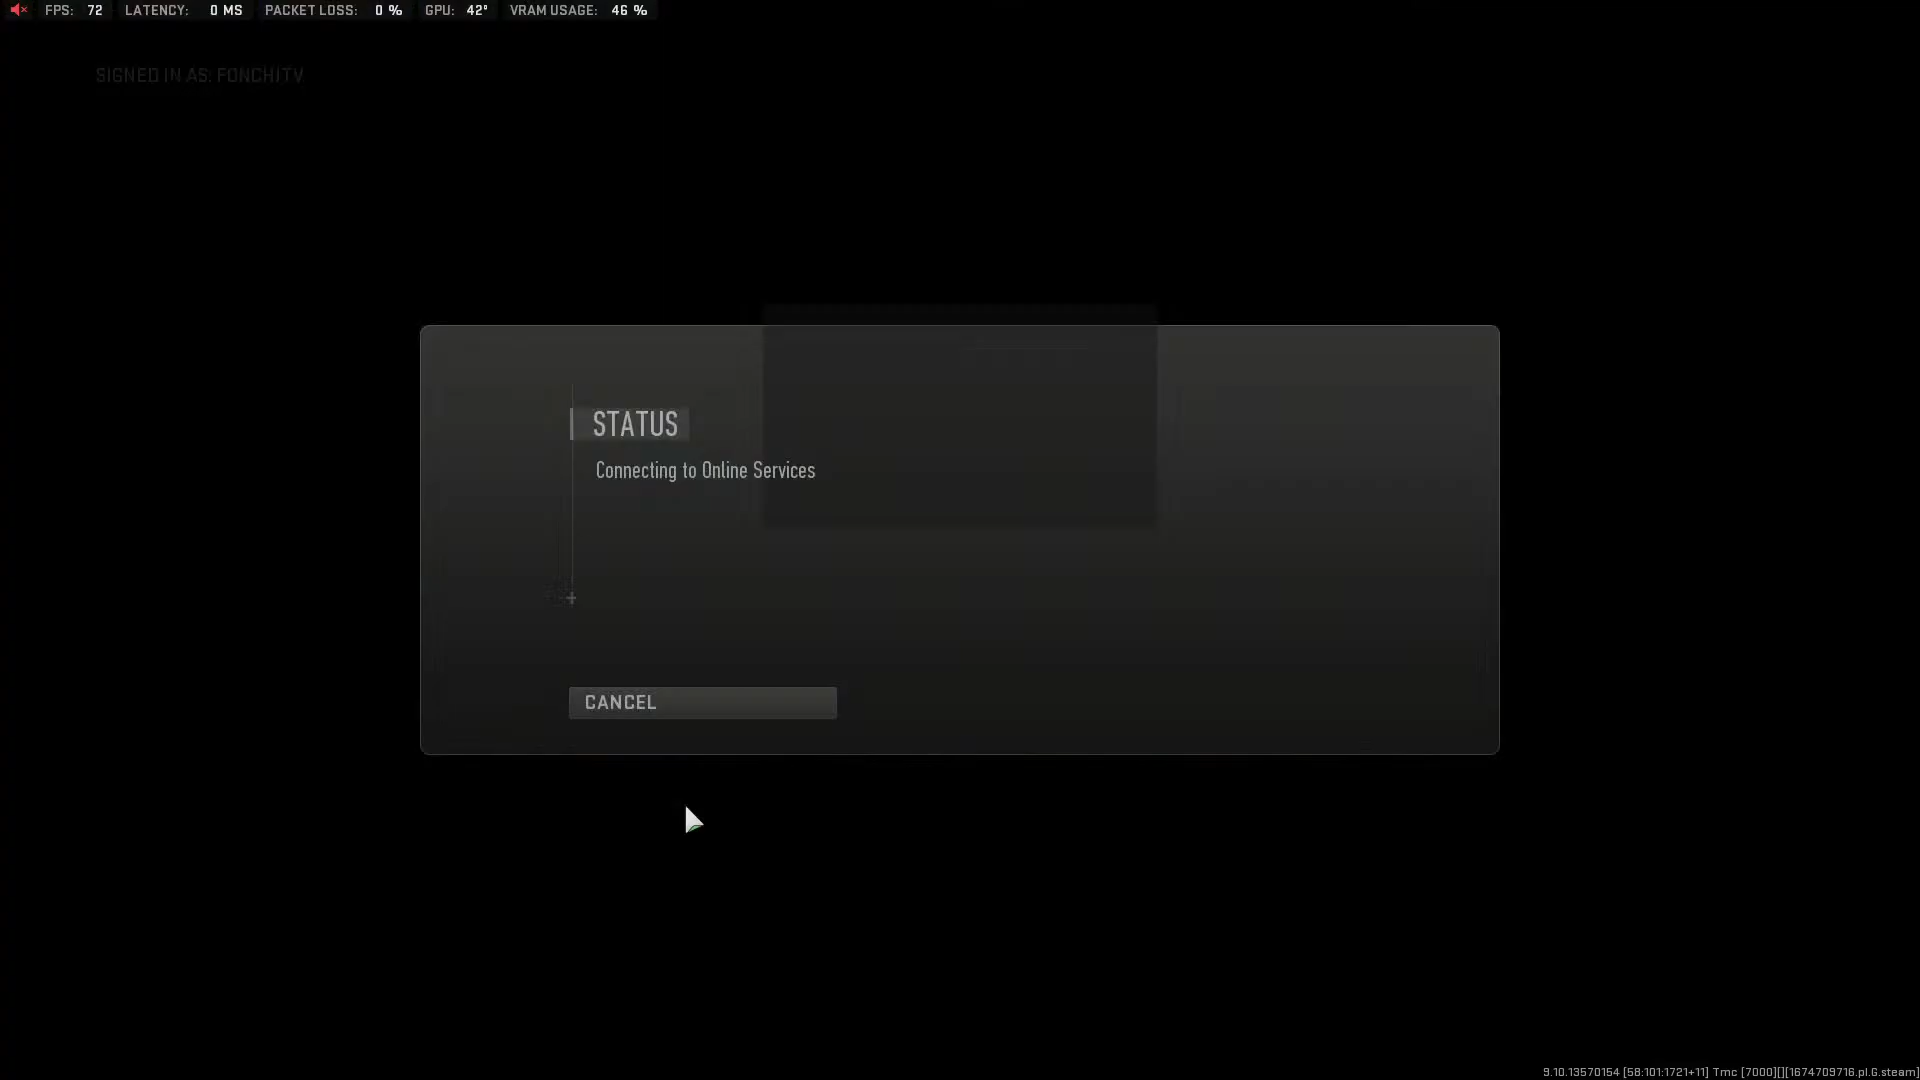 FPS: 72 LATENCY: 0 MS PACKET LOSS: 0 % GPU: 42° VRAM USAGE: 46 %
SIGNED IN AS: FONCHITV
STATUS
Connecting to Online Services
CANCEL
9.10.13570154 [58:101:1721+11] Tmc [7000][][1674709716.pl.G.steam]